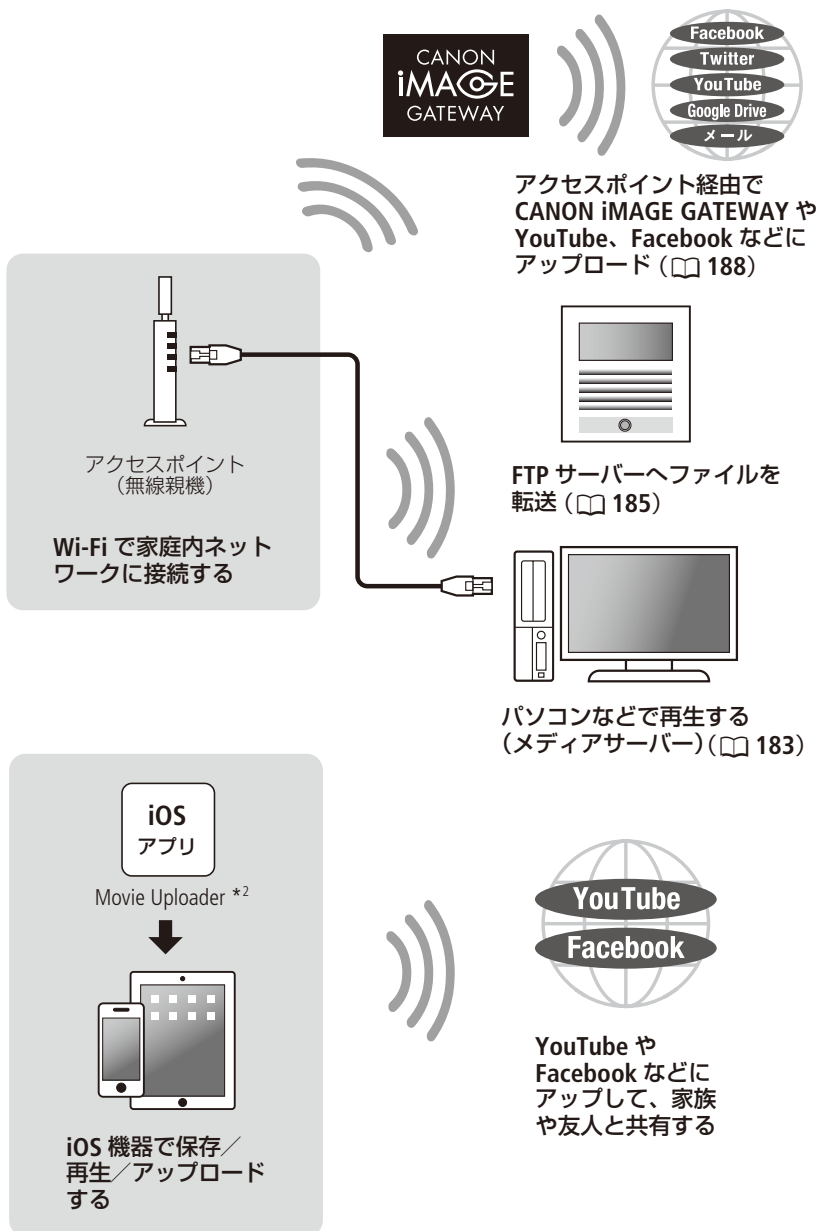 CANON
iMAGE
GATEWAY
Facebook
Twitter
YouTube
Google Drive
メール
アクセスポイント経由で
CANON iMAGE GATEWAY や
YouTube、Facebook などに
アップロード(188)
アクセスポイント
(無線親機)
Wi-Fi で家庭内ネット
ワークに接続する
FTP サーバーへファイルを
転送(185)
パソコンなどで再生する
(メディアサーバー)(183)
iOS
アプリ
Movie Uploader *2
iOS 機器で保存/
再生/アップロード
する
YouTube
Facebook
YouTube や
Facebook などに
アップして、家族
や友人と共有する